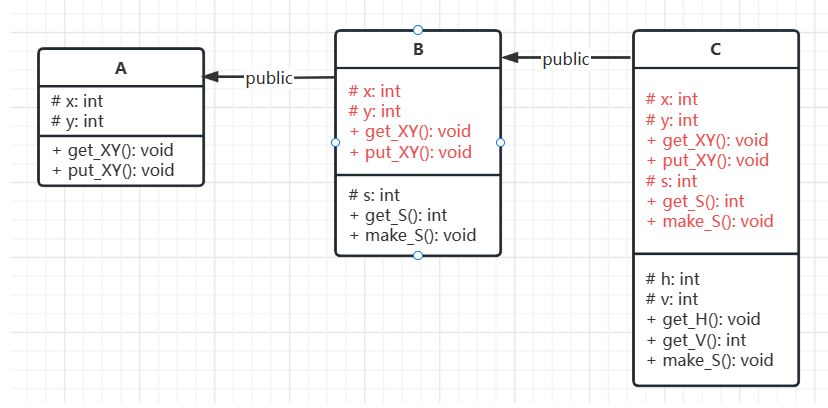 A
# x: int
# y: int
+ get_XY(): void
+ put_XY(): void
public
B
# x: int
# y: int
+ get_XY(): void
+ put_XY(): void
# s: int
+ get_S(): int
+ make_S(): void
public
C
# x: int
# y: int
+ get_XY(): void
+ put_XY(): void
# s: int
+ get_S(): int
+ make_S(): void
# h: int
# v: int
+ get_H(): void
+ get_V(): int
+ make_S(): void